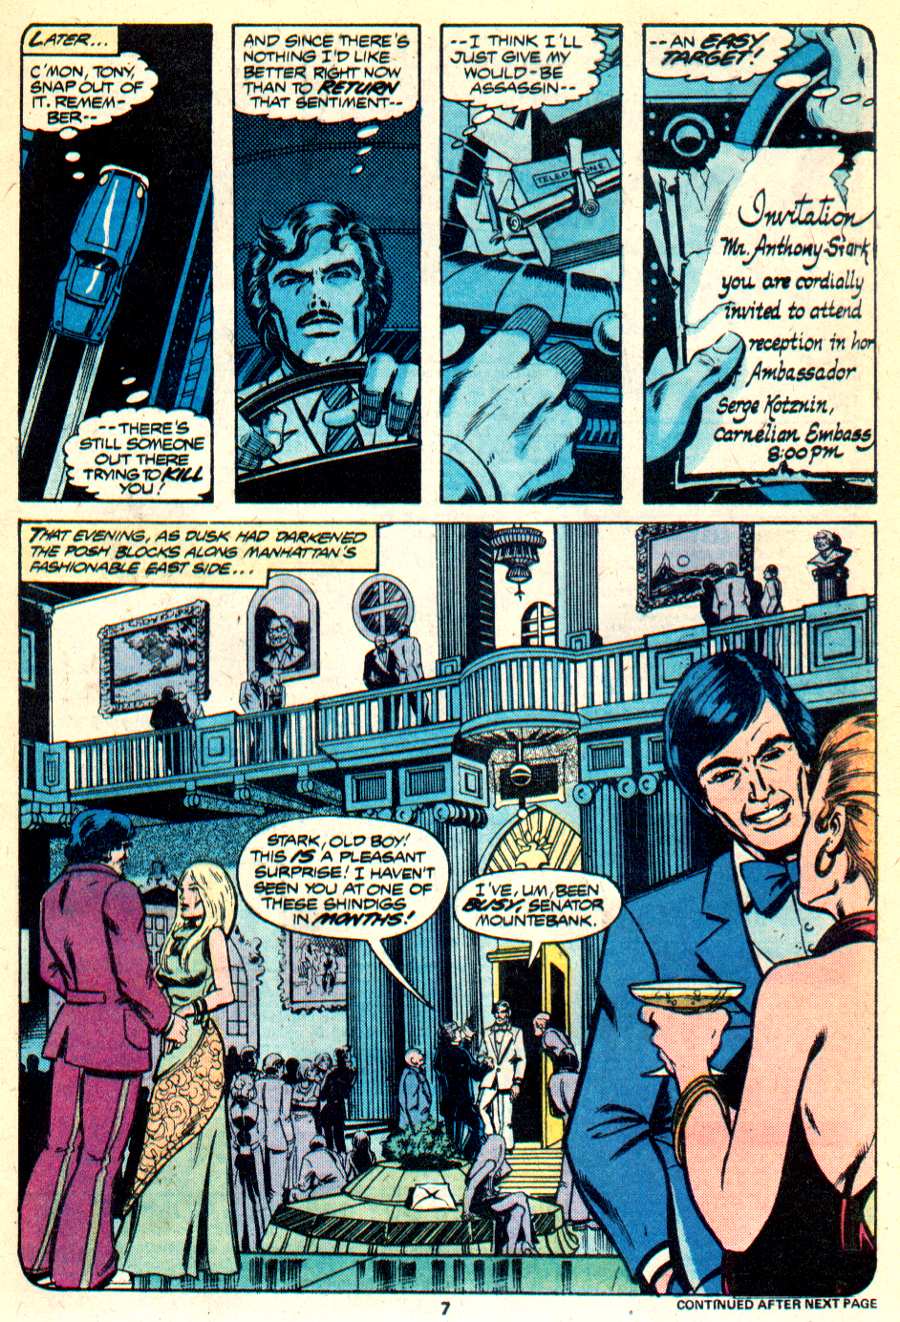 LATER...
C'MON, TONY,
SNAP OUT OF
IT. REMEM-
BER--
--THERE'S
STILL SOMEONE
OUT THERE
TRYING TO KILL
YOU!
AND SINCE THERE'S
NOTHING I'D LIKE
BETTER RIGHT NOW
THAN TO RETURN
THAT SENTIMENT--
--I THINK I'LL
JUST GIVE MY
WOULD-BE
ASSASSIN--
TELEPHONE
--AN EASY
TARGET!
Invitation
Mr. Anthony Stark
you are cordially
invited to attend
reception in hon
f Ambassador
Serge Kotznin,
Carnelian Embass
8:00 pm
THAT EVENING, AS DUSK HAD DARKENED
THE POSH BLOCKS ALONG MANHATTAN'S
FASHIONABLE EAST SIDE...
STARK, OLD BOY!
THIS IS A PLEASANT
SURPRISE! I HAVEN'T
SEEN YOU AT ONE OF
THESE SHINDIGS
IN MONTHS!
I'VE, UM, BEEN
BUSY, SENATOR
MOUNTEBANK.
7
CONTINUED AFTER NEXT PAGE